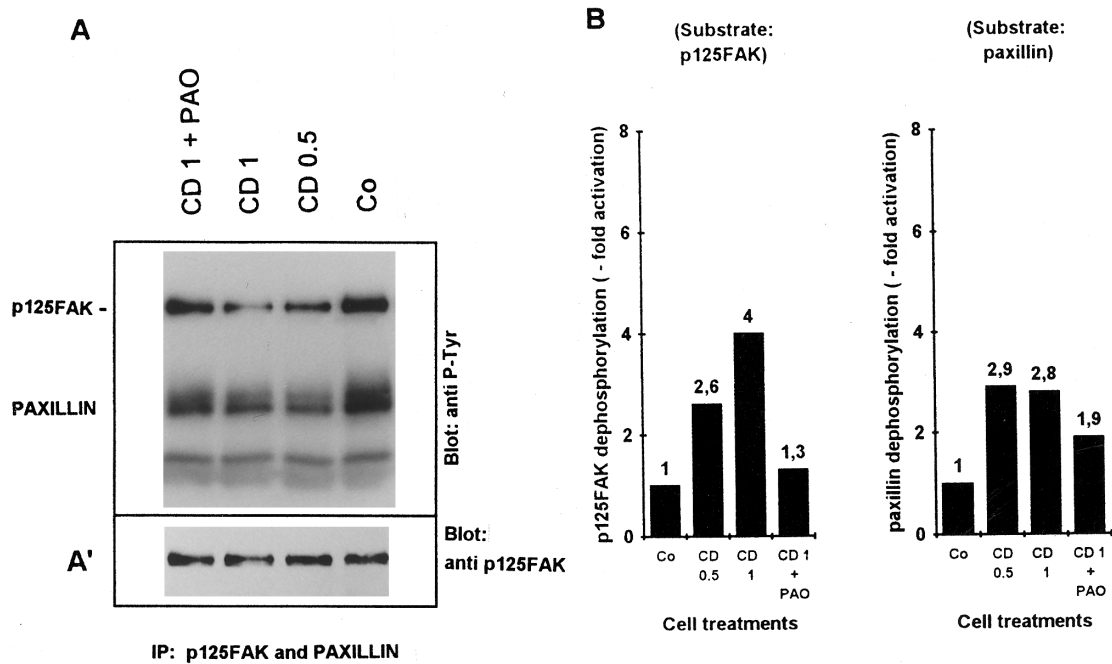 A
CD 1 + PAO
CD 1
CD 0.5
Co
p125FAK -
PAXILLIN
Blot: anti P-Tyr
A'
Blot:
anti p125FAK
IP: p125FAK and PAXILLIN
B
(Substrate:
p125FAK)
p125FAK dephosphorylation ( - fold activation)
8
6
4
2
0
1
2,6
4
1,3
Co
CD
0.5
CD
1
CD 1
+
PAO
Cell treatments
(Substrate:
paxillin)
paxillin dephosphorylation ( - fold activation)
8
6
4
2
0
1
2,9
2,8
1,9
Co
CD
0.5
CD
1
CD 1
+
PAO
Cell treatments